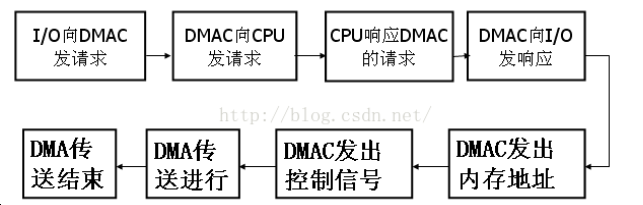 I/O向DMAC
发请求
DMAC向CPU
发请求
CPU响应DMAC
的请求
DMAC向I/O
发响应
http://blog.csdn.net/
DMAC发出
内存地址
DMAC发出
控制信号
DMA传
送进行
DMA传
送结束